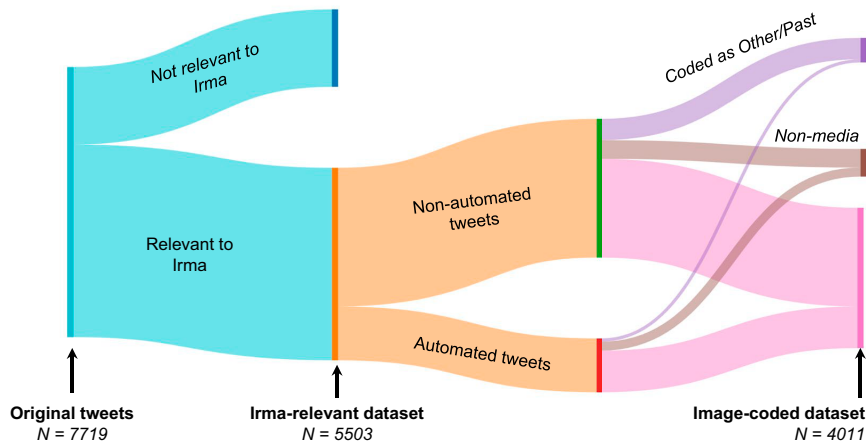 Not relevant to
Irma
Coded as Other/Past
Non-media
Non-automated
tweets
Relevant to
Irma
Automated tweets
Original tweets
N = 7719
Irma-relevant dataset
N = 5503
Image-coded dataset
N = 4011